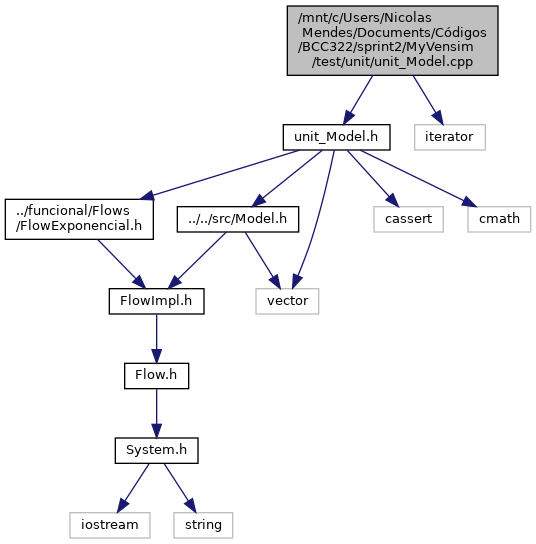 /mnt/c/Users/Nicolas
Mendes/Documents/Códigos
/BCC322/sprint2/MyVensim
/test/unit/unit_Model.cpp
unit_Model.h
iterator
../funcional/Flows
/FlowExponencial.h
../../src/Model.h
cassert
cmath
FlowImpl.h
vector
Flow.h
System.h
iostream
string